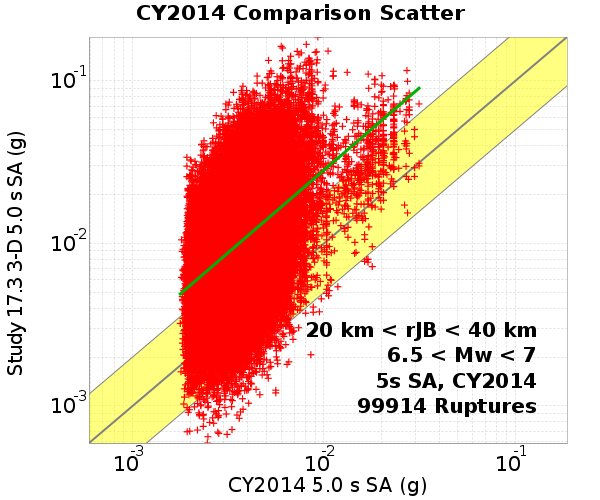 CY2014 Comparison Scatter
Study 17.3 3-D 5.0 s SA (g)
10-1
10-2
10-3
20 km < rJB < 40 km
6.5 < Mw < 7
5s SA, CY2014
99914 Ruptures
10-3 10-2 10-1
CY2014 5.0 s SA (g)